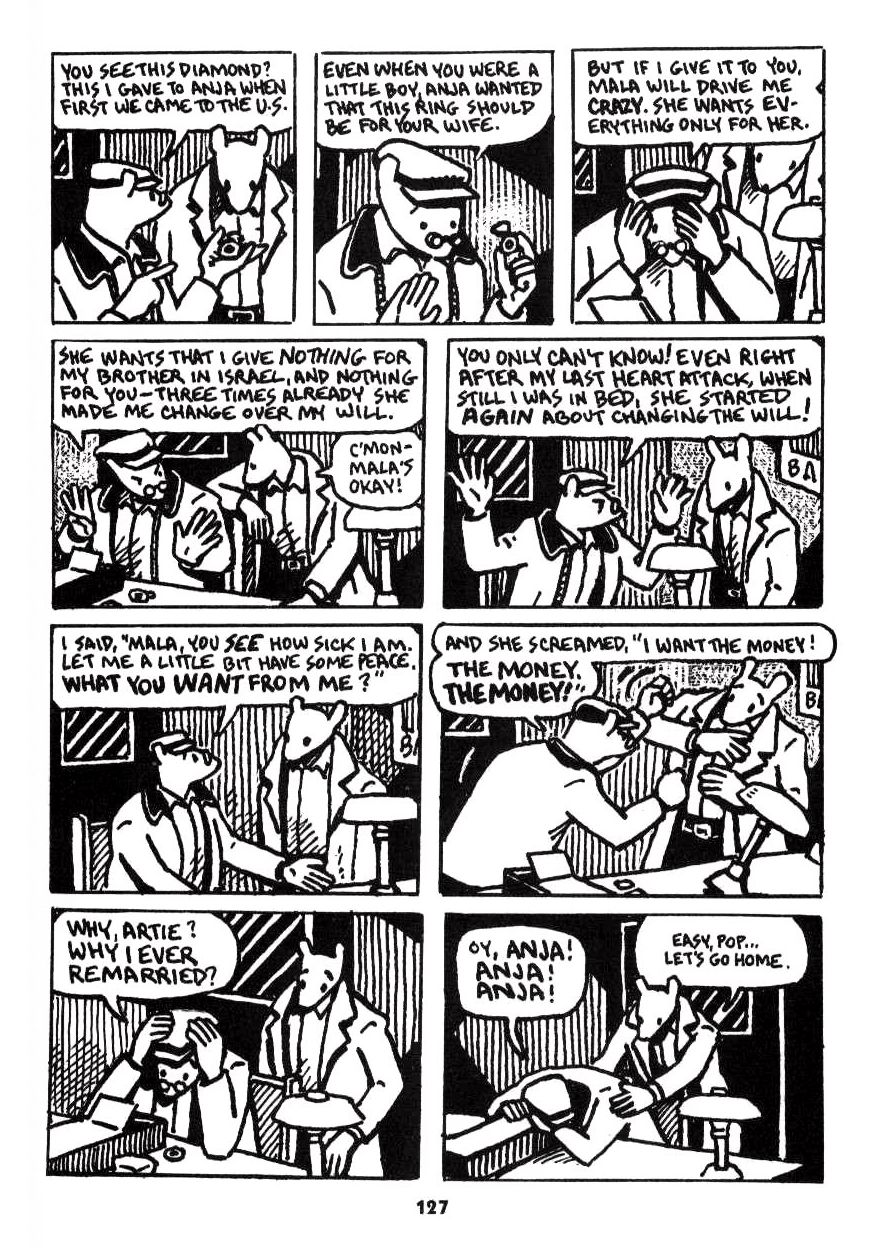 YOU SEE THIS DIAMOND?
THIS I GAVE TO ANJA WHEN
FIRST WE CAME TO THE U.S.
EVEN WHEN YOU WERE A
LITTLE BOY, ANJA WANTED
THAT THIS RING SHOULD
BE FOR YOUR WIFE.
BUT IF I GIVE IT TO YOU,
MALA WILL DRIVE ME
CRAZY. SHE WANTS EV-
ERYTHING ONLY FOR HER.
SHE WANTS THAT I GIVE NOTHING FOR
MY BROTHER IN ISRAEL, AND NOTHING
FOR YOU—THREE TIMES ALREADY SHE
MADE ME CHANGE OVER MY WILL.
C'MON-
MALA'S
OKAY!
YOU ONLY CAN'T KNOW! EVEN RIGHT
AFTER MY LAST HEART ATTACK, WHEN
STILL I WAS IN BED, SHE STARTED
AGAIN ABOUT CHANGING THE WILL!
BA
I SAID, "MALA, YOU SEE HOW SICK I AM.
LET ME A LITTLE BIT HAVE SOME PEACE.
WHAT YOU WANT FROM ME?"
BA
AND SHE SCREAMED, "I WANT THE MONEY!
THE MONEY.
THE MONEY!"
B
WHY, ARTIE?
WHY I EVER
REMARRIED?
OY, ANJA!
ANJA!
ANJA!
EASY, POP...
LET'S GO HOME.
127